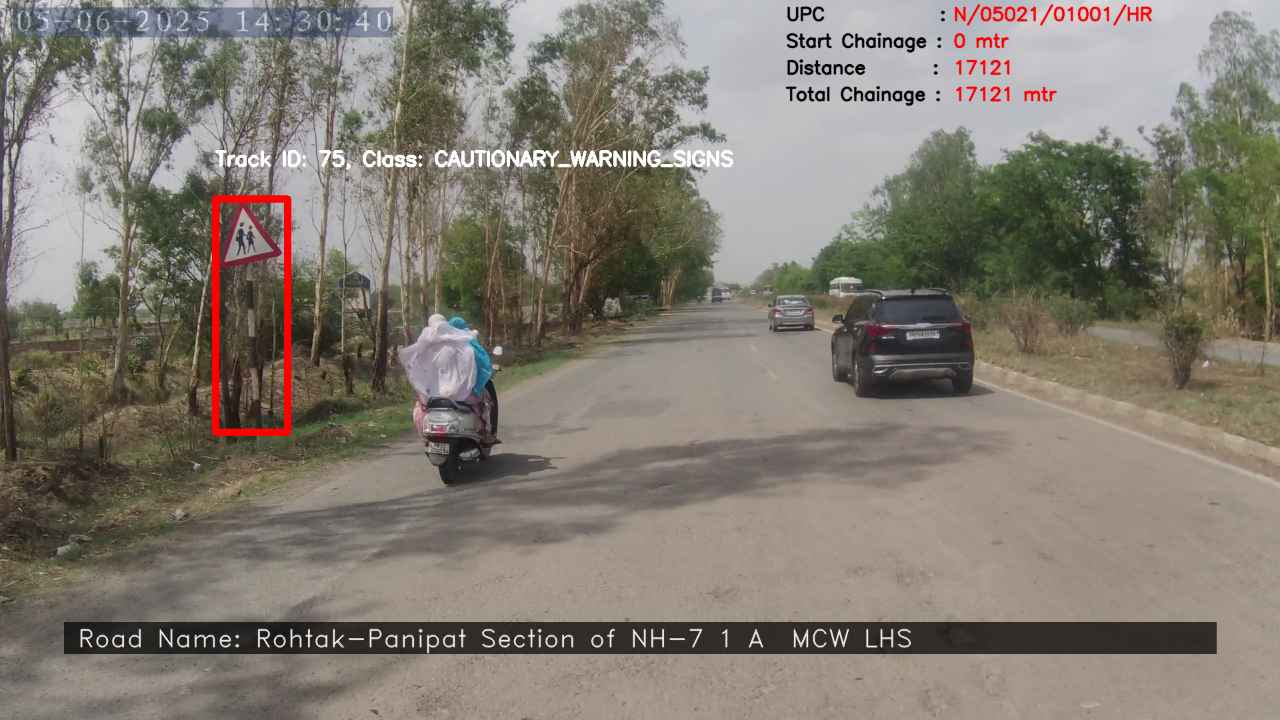 05-06-2025 14:30:40
UPC : N/05021/01001/HR
Start Chainage : 0 mtr
Distance : 17121
Total Chainage : 17121 mtr
Track ID: 75, Class: CAUTIONARY_WARNING_SIGNS
Road Name: Rohtak-Panipat Section of NH-7 1 A MCW LHS